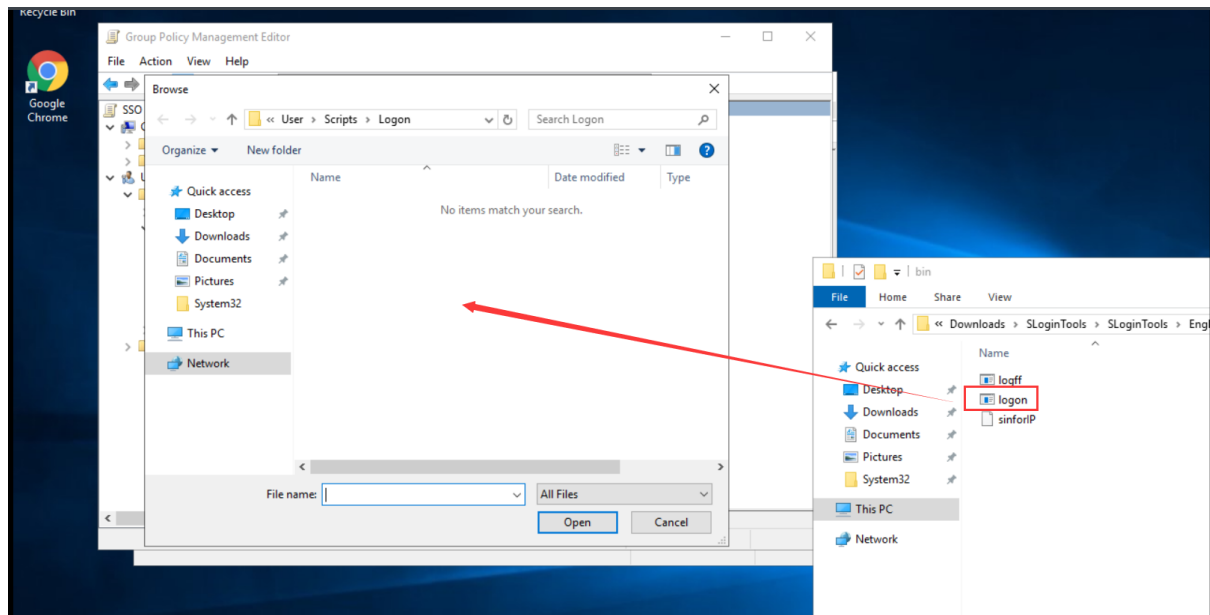 Recycle Bin
Google
Chrome
Group Policy Management Editor
File Action View Help
SSO
Browse
« User › Scripts › Logon
Search Logon
Organize
New folder
Name
Date modified
Type
No items match your search.
Quick access
Desktop
Downloads
Documents
Pictures
System32
This PC
Network
File name:
All Files
Open
Cancel
bin
File
Home
Share
View
« Downloads › SLoginTools › SLoginTools › Engl
Name
Quick access
Desktop
Downloads
Documents
Pictures
System32
This PC
Network
logff
logon
sinforIP